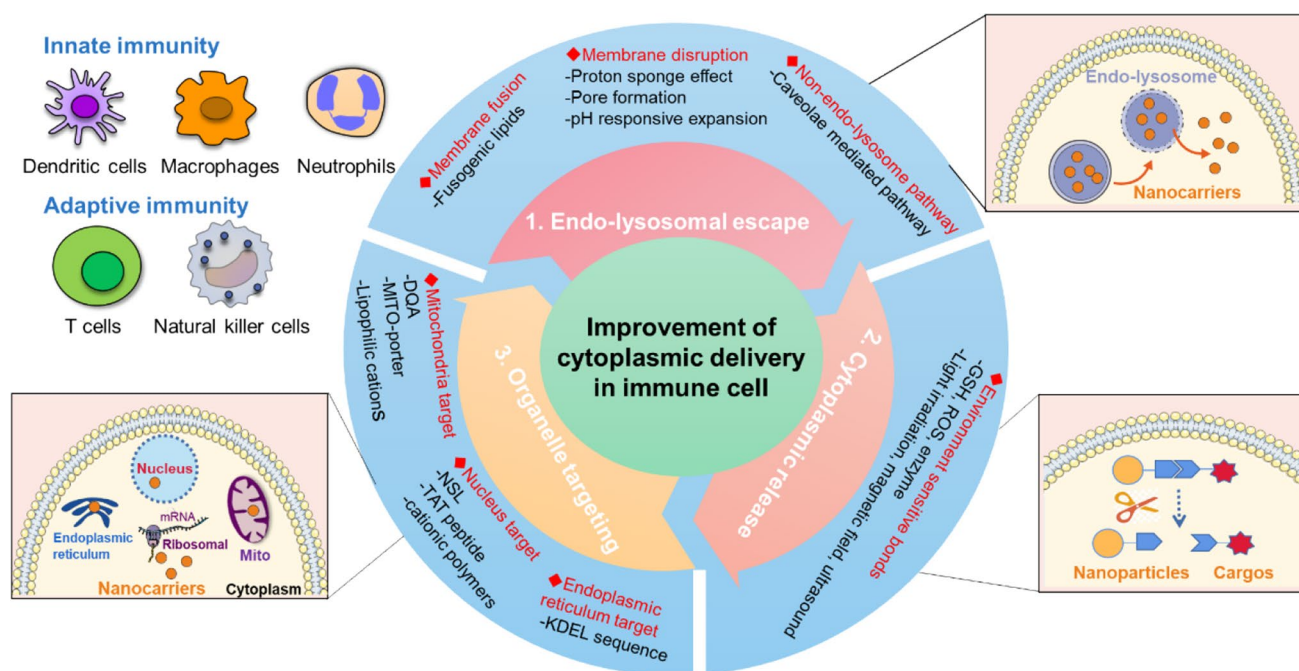 Innate immunity
Dendritic cells
Macrophages
Neutrophils
Adaptive immunity
T cells
Natural killer cells
Membrane fusion
-Fusogenic lipids
Membrane disruption
-Proton sponge effect
-Pore formation
-pH responsive expansion
Non-endo-lysosome pathway
-Caveolae mediated pathway
1. Endo-lysosomal escape
Endo-lysosome
Nanocarriers
Improvement of
cytoplasmic delivery
in immune cell
2. Cytoplasmic release
Environment sensitive bonds
-GSH, ROS, enzyme
-Light irradiation, magnetic field, ultrasound
Nanoparticles
Cargos
3. Organelle targeting
Mitochondria target
-DQA
-MITO-porter
-Lipophilic cationS
Nucleus target
-NSL
-TAT peptide
-cationic polymers
Endoplasmic
reticulum target
-KDEL sequence
Nucleus
Endoplasmic
reticulum
mRNA
Ribosomal
Mito
Nanocarriers
Cytoplasm